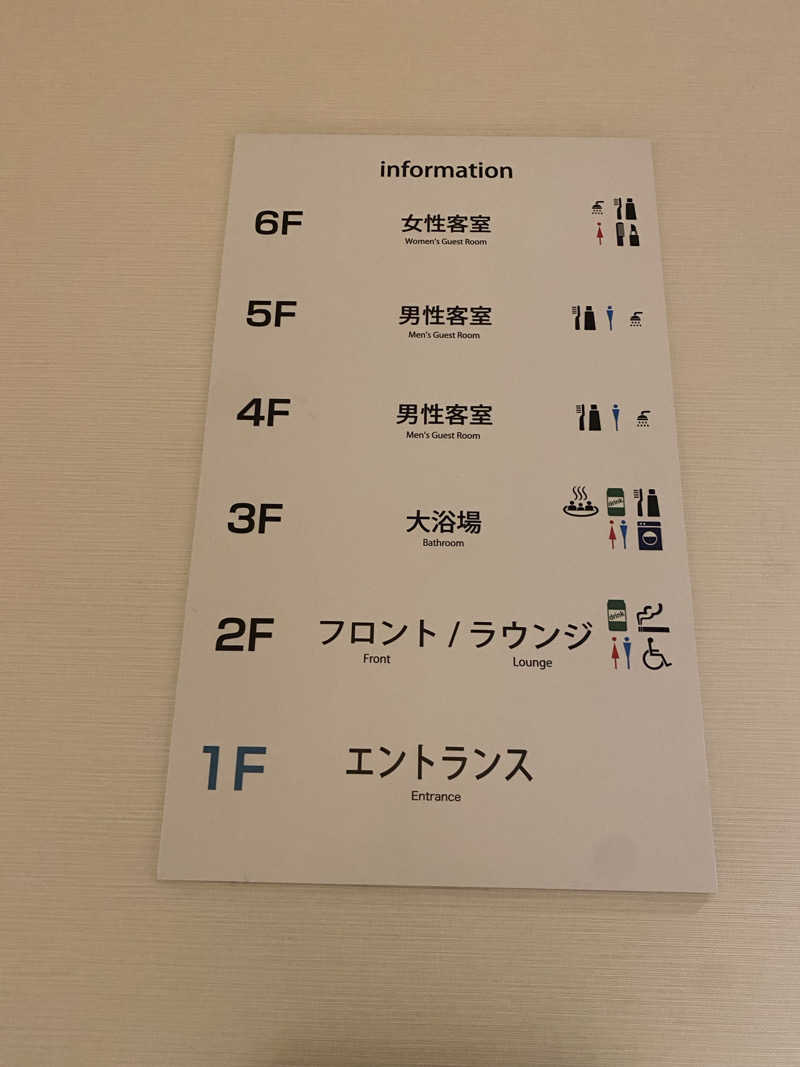 information
6F 女性客室
Women's Guest Room
5F 男性客室
Men's Guest Room
4F 男性客室
Men's Guest Room
3F 大浴場
Bathroom
drink
2F フロント / ラウンジ
Front Lounge
drink
1F エントランス
Entrance